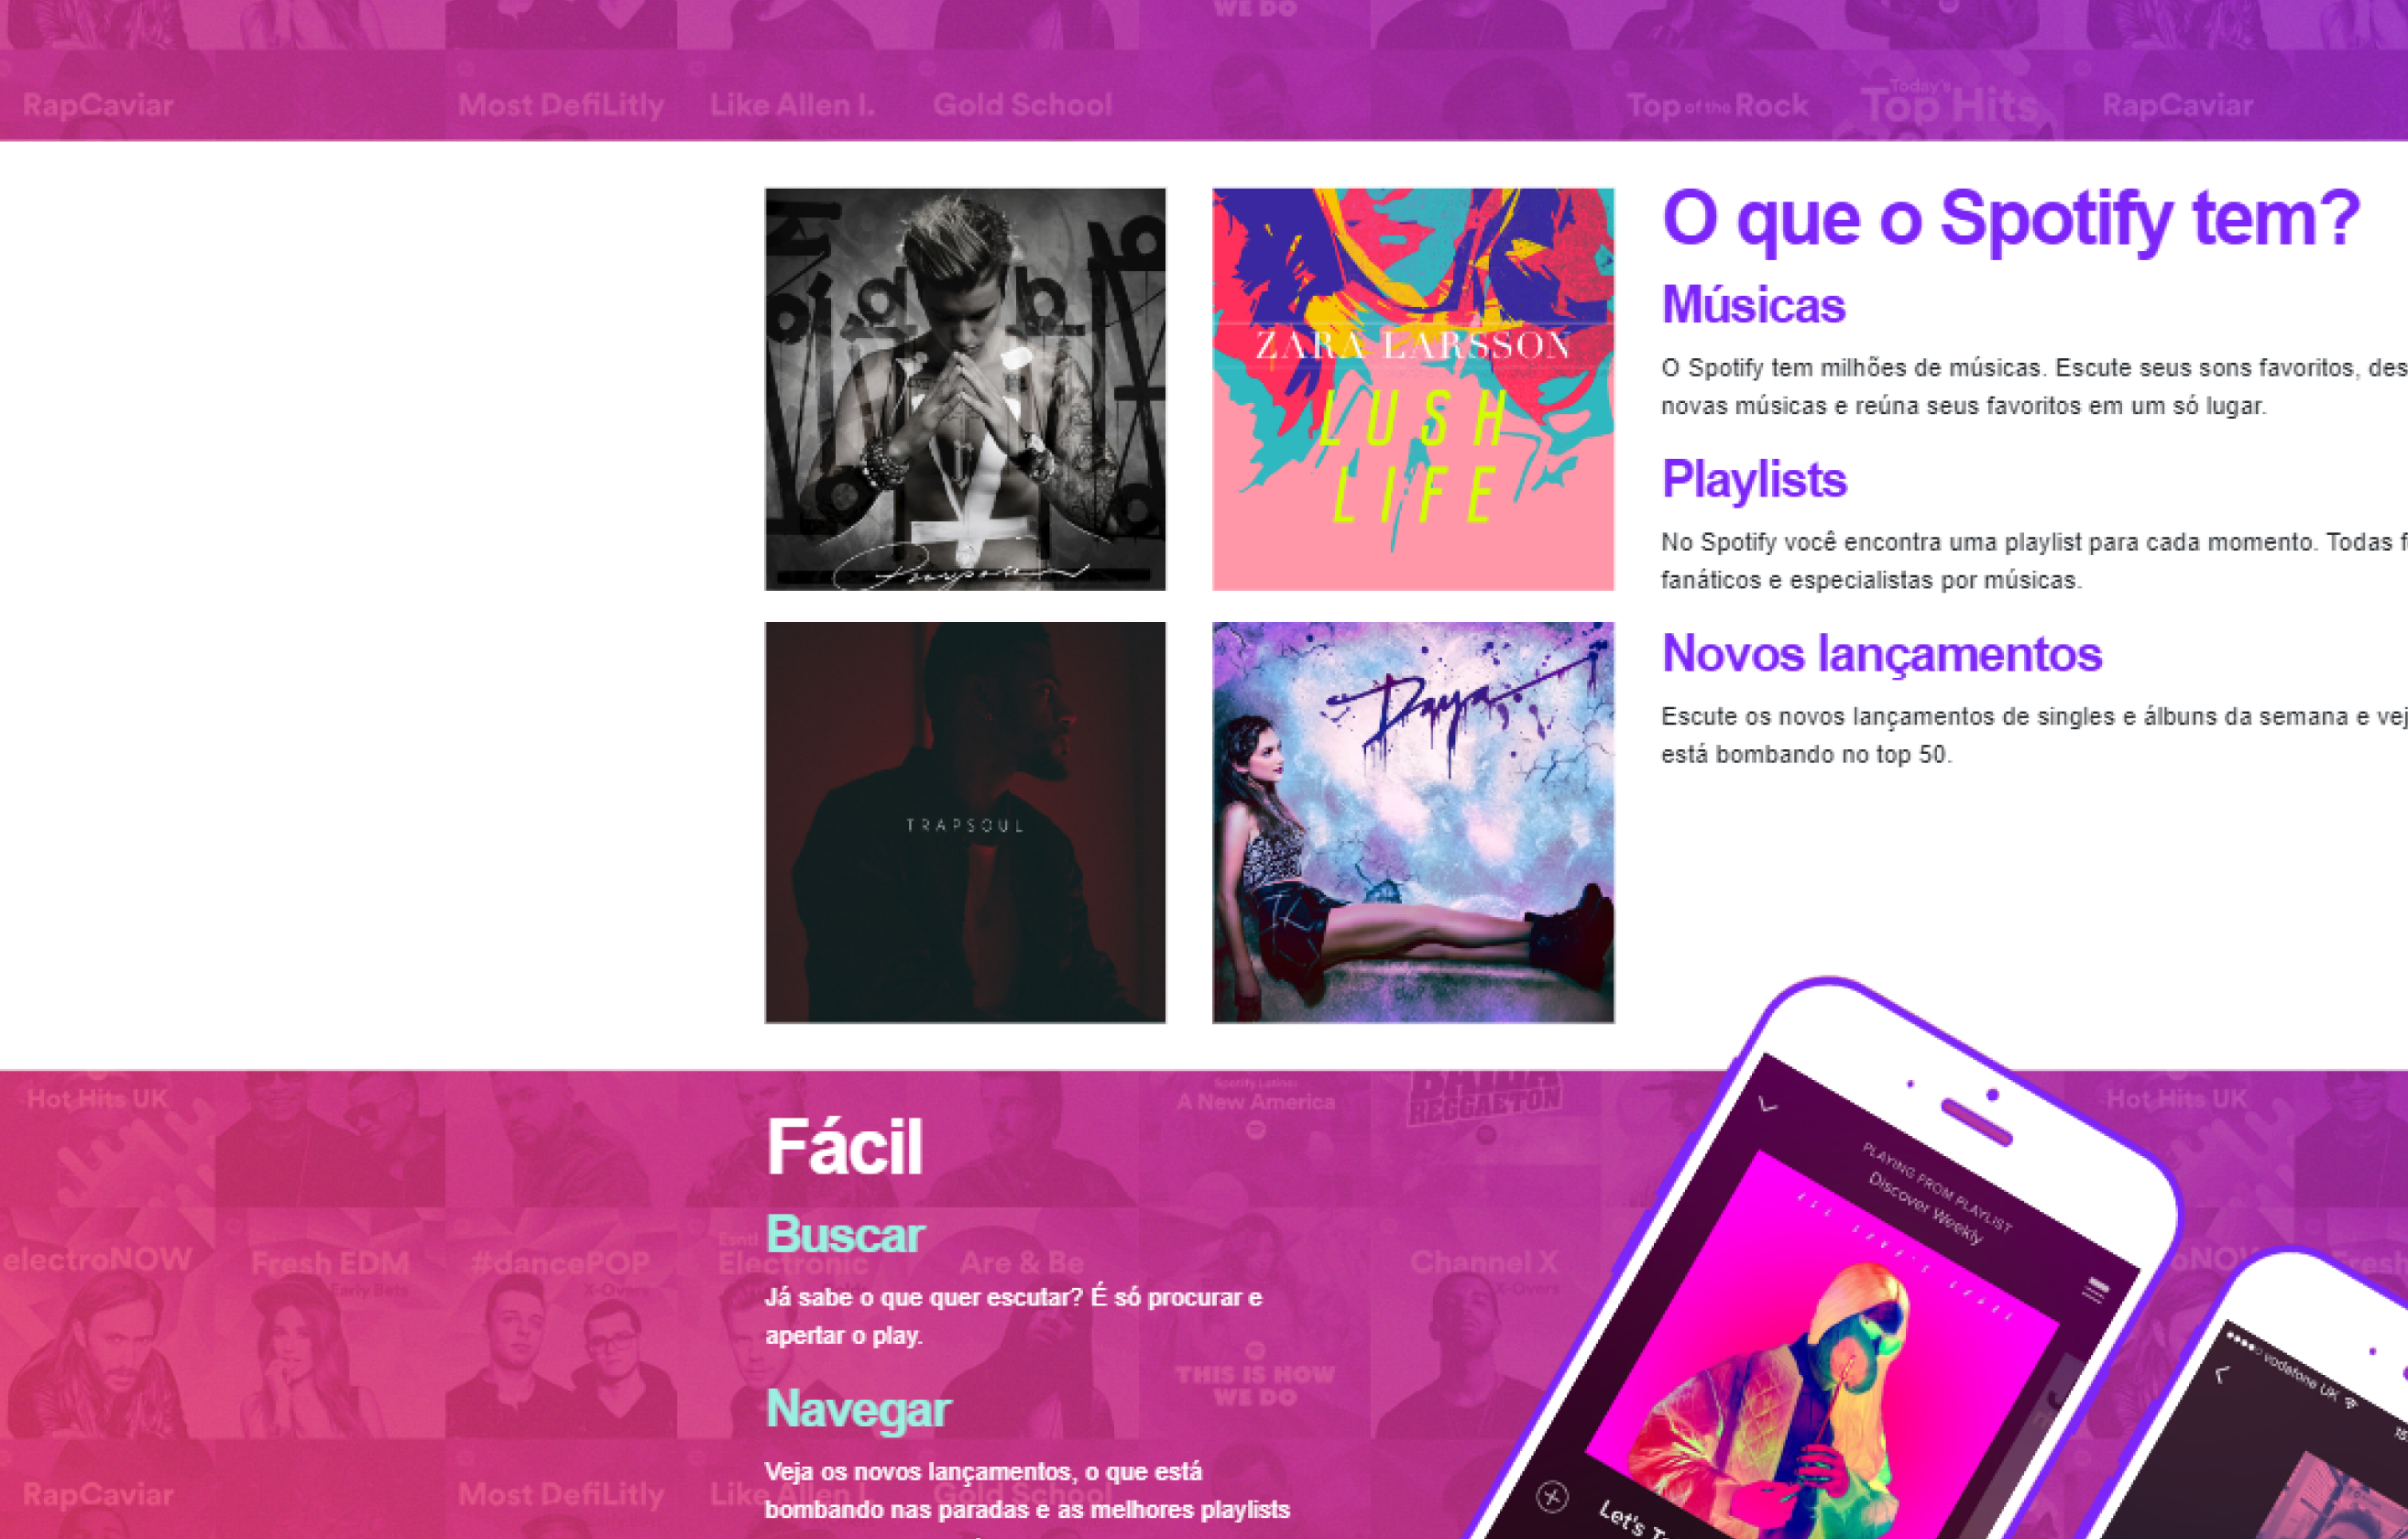 WE DO
RapCaviar
Most DefiLitly
Like Allen I.
Gold School
Top of the Rock
Today's
Top Hits
RapCaviar
Purpose
ZARA LARSSON
LUSH
LIFE
TRAPSOUL
Daya
O que o Spotify tem?
Músicas
O Spotify tem milhões de músicas. Escute seus sons favoritos, des
novas músicas e reúna seus favoritos em um só lugar.
Playlists
No Spotify você encontra uma playlist para cada momento. Todas f
fanáticos e especialistas por músicas.
Novos lançamentos
Escute os novos lançamentos de singles e álbuns da semana e vej
está bombando no top 50.
Hot Hits UK
A New America
BAILA
REGGAETON
Hot Hits UK
Fácil
Buscar
Já sabe o que quer escutar? É só procurar e
apertar o play.
Navegar
Veja os novos lançamentos, o que está
bombando nas paradas e as melhores playlists
electroNOW
Fresh EDM
#dancePOP
X-Overs
Electronic
Are & Be
Channel X
X-Overs
THIS IS HOW
WE DO
RapCaviar
Most DefiLitly
Like Allen I.
Gold School
PLAYING FROM PLAYLIST
Discover Weekly
Let's T
vodafone UK